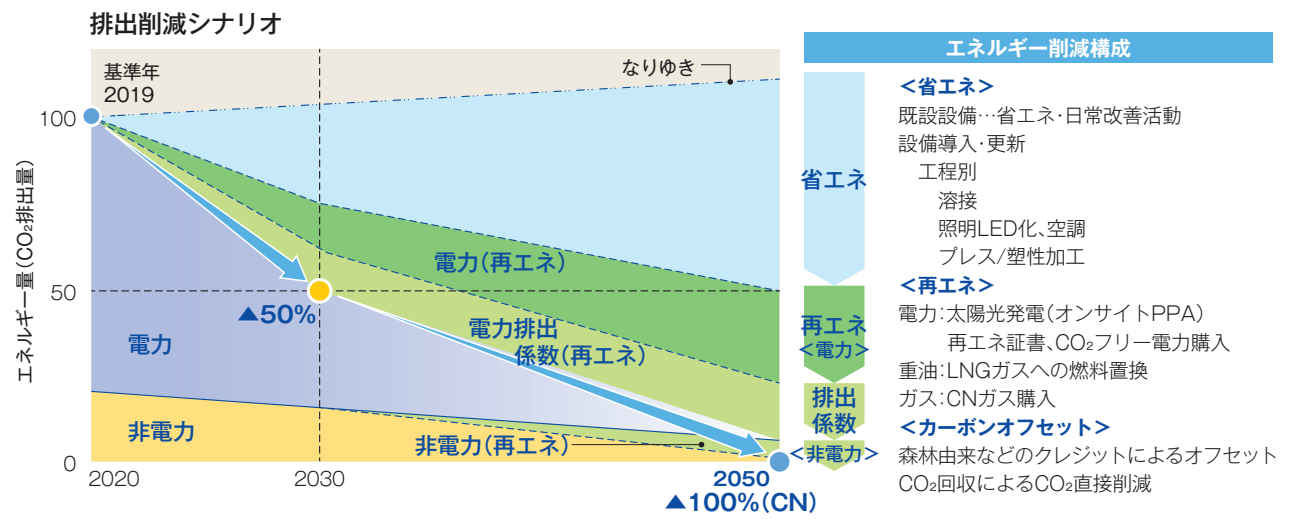 排出削減シナリオ
エネルギー量(CO₂排出量)
100
50
0
基準年
2019
なりゆき
電力(再エネ)
▲50%
電力排出
係数(再エネ)
電力
非電力
非電力(再エネ)
2020
2030
2050
▲100%(CN)
エネルギー削減構成
省エネ
再エネ
<電力>
排出
係数
<非電力>
<省エネ>
既設設備…省エネ・日常改善活動
設備導入・更新
工程別
溶接
照明LED化、空調
プレス/塑性加工
<再エネ>
電力:太陽光発電(オンサイトPPA)
再エネ証書、CO₂フリー電力購入
重油:LNGガスへの燃料置換
ガス:CNガス購入
<カーボンオフセット>
森林由来などのクレジットによるオフセット
CO₂回収によるCO₂直接削減